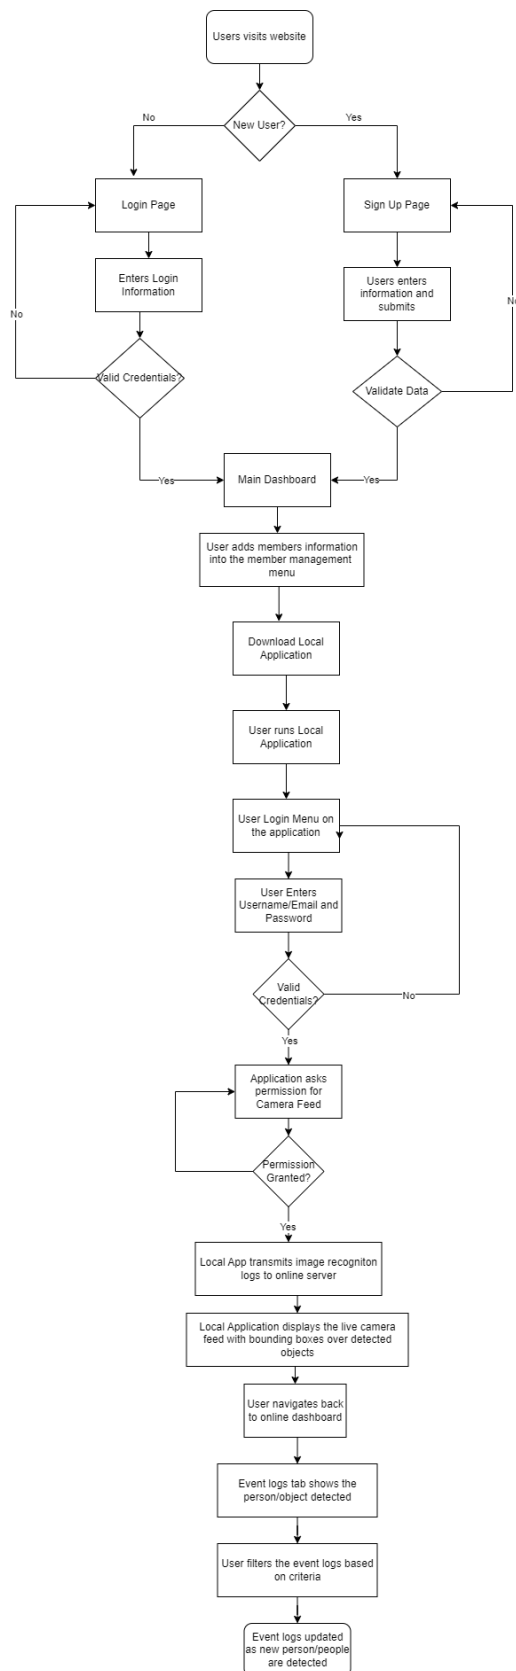 Users visits website
New User?
No
Yes
Login Page
Sign Up Page
Enters Login
Information
Users enters
information and
submits
No
No
Valid Credentials?
Validate Data
Yes
Main Dashboard
Yes
User adds members information
into the member management
menu
Download Local
Application
User runs Local
Application
User Login Menu on
the application
User Enters
Username/Email and
Password
Valid
Credentials?
No
Yes
Application asks
permission for
Camera Feed
Permission
Granted?
Yes
Local App transmits image recogniton
logs to online server
Local Application displays the live camera
feed with bounding boxes over detected
objects
User navigates back
to online dashboard
Event logs tab shows the
person/object detected
User filters the event logs based
on criteria
Event logs updated
as new person/people
are detected